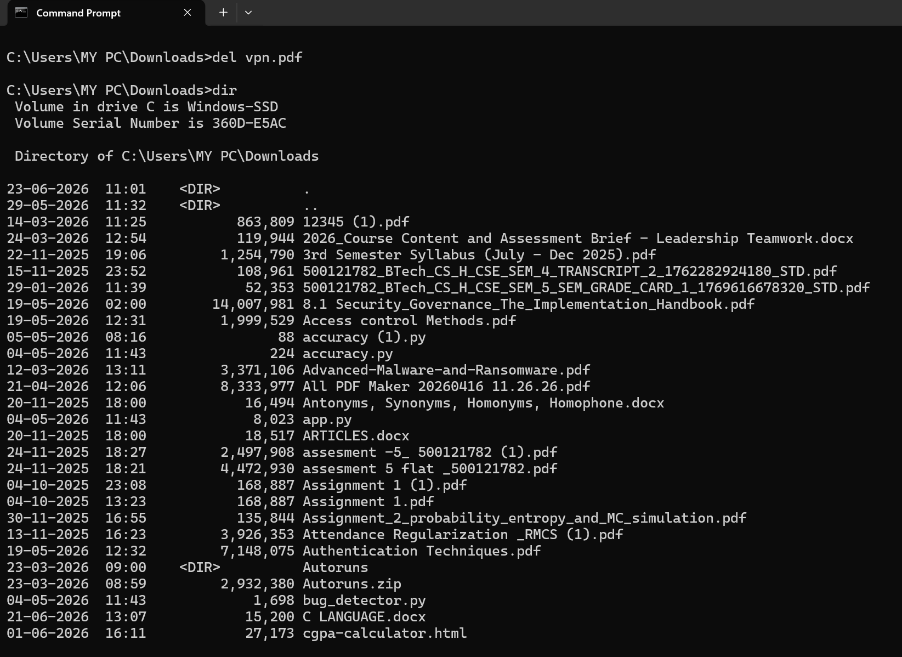 Command Prompt
C:\Users\MY PC\Downloads>del vpn.pdf
C:\Users\MY PC\Downloads>dir
 Volume in drive C is Windows-SSD
 Volume Serial Number is 360D-E5AC
 Directory of C:\Users\MY PC\Downloads
23-06-2026  11:01    <DIR>          .
29-05-2026  11:32    <DIR>          ..
14-03-2026  11:25           863,809 12345 (1).pdf
24-03-2026  12:54           119,944 2026_Course Content and Assessment Brief - Leadership Teamwork.docx
22-11-2025  19:06         1,254,790 3rd Semester Syllabus (July - Dec 2025).pdf
15-11-2025  23:52           108,961 500121782_BTech_CS_H_CSE_SEM_4_TRANSCRIPT_2_1762282924180_STD.pdf
29-01-2026  11:39            52,353 500121782_BTech_CS_H_CSE_SEM_5_SEM_GRADE_CARD_1_1769616678320_STD.pdf
19-05-2026  02:00        14,007,981 8.1 Security_Governance_The_Implementation_Handbook.pdf
19-05-2026  12:31         1,999,529 Access control Methods.pdf
05-05-2026  08:16                88 accuracy (1).py
04-05-2026  11:43               224 accuracy.py
12-03-2026  13:11         3,371,106 Advanced-Malware-and-Ransomware.pdf
21-04-2026  12:06         8,333,977 All PDF Maker 20260416 11.26.26.pdf
20-11-2025  18:00            16,494 Antonyms, Synonyms, Homonyms, Homophone.docx
04-05-2026  11:43             8,023 app.py
20-11-2025  18:00            18,517 ARTICLES.docx
24-11-2025  18:27         2,497,908 assesment -5_ 500121782 (1).pdf
24-11-2025  18:21         4,472,930 assesment 5 flat _500121782.pdf
04-10-2025  23:08           168,887 Assignment 1 (1).pdf
04-10-2025  13:23           168,887 Assignment 1.pdf
30-11-2025  16:55           135,844 Assignment_2_probability_entropy_and_MC_simulation.pdf
13-11-2025  16:23         3,926,353 Attendance Regularization _RMCS (1).pdf
19-05-2026  12:32         7,148,075 Authentication Techniques.pdf
23-03-2026  09:00    <DIR>          Autoruns
23-03-2026  08:59         2,932,380 Autoruns.zip
04-05-2026  11:43             1,698 bug_detector.py
21-06-2026  13:07            15,200 C LANGUAGE.docx
01-06-2026  16:11            27,173 cgpa-calculator.html